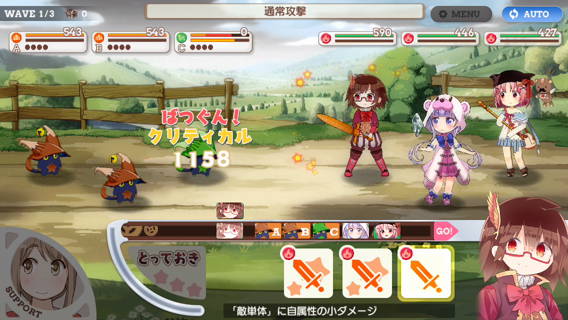 WAVE 1/3
0
通常攻撃
MENU
AUTO
543
543
0
590
446
427
A
B
C
ばつぐん!
クリティカル
1158
A
B
C
GO!
とっておき
SUPPORT
「敵単体」に自属性の小ダメージ